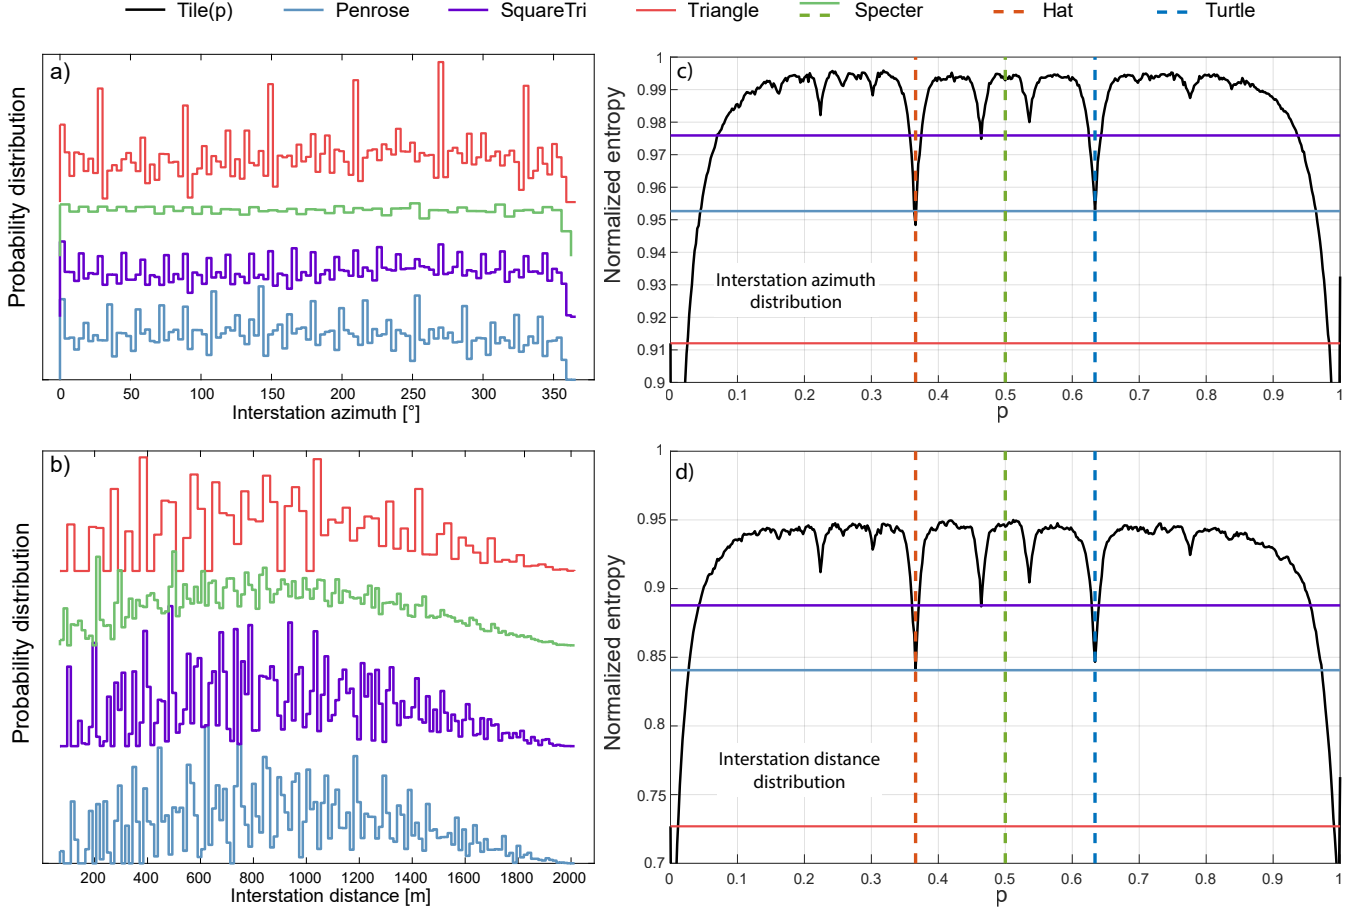 Tile(p) Penrose SquareTri Triangle Specter Hat Turtle
a)
Probability distribution
0 50 100 150 200 250 300 350
Interstation azimuth [°]
c)
Normalized entropy
1
0.99
0.98
0.97
0.96
0.95
0.94
0.93
0.92
0.91
0.9
Interstation azimuth
distribution
0 0.1 0.2 0.3 0.4 0.5 0.6 0.7 0.8 0.9 1
p
b)
Probability distribution
200 400 600 800 1000 1200 1400 1600 1800 2000
Interstation distance [m]
d)
Normalized entropy
1
0.95
0.9
0.85
0.8
0.75
0.7
Interstation distance
distribution
0 0.1 0.2 0.3 0.4 0.5 0.6 0.7 0.8 0.9 1
p